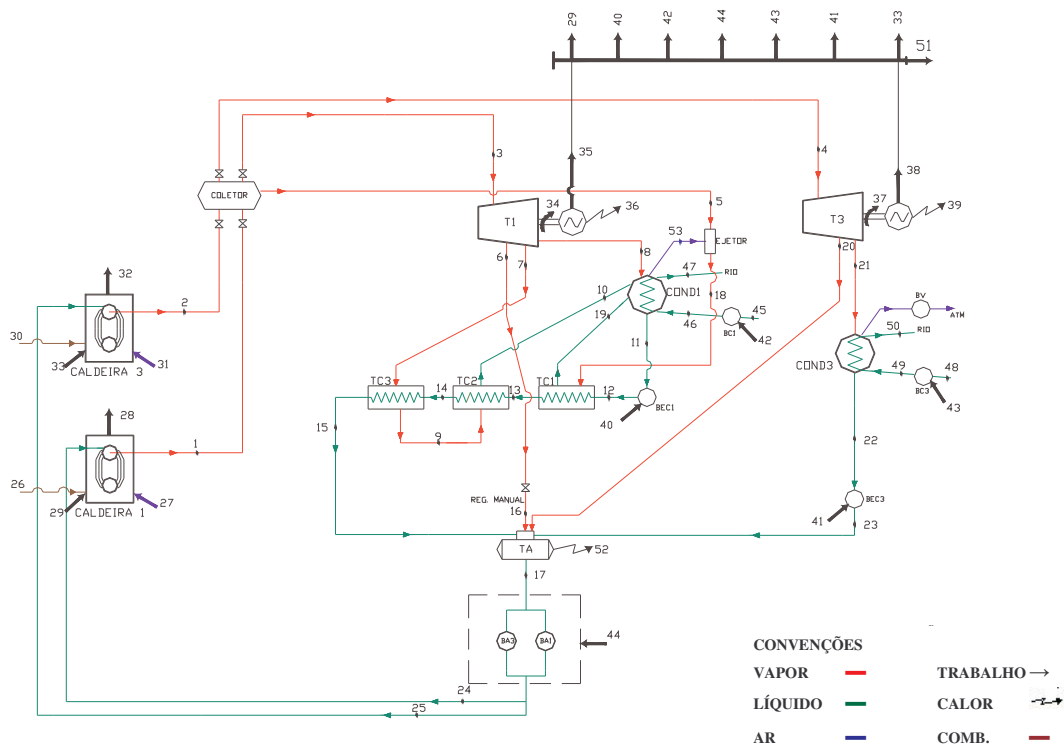 29 40 42 44 43 41 33
51
3
4
35
38
COLETOR
5
34
36
37
39
T1
T3
53
EJETOR
6
7
8
20
21
32
2
10
47
RIO
COND1
18
19
46
45
BC1
42
BV
ATM
50
RIO
COND3
49
48
BC3
43
30
33
31
CALDEIRA 3
11
TC3
14
TC2
13
TC1
12
BEC1
40
28
15
9
22
1
26
29
27
CALDEIRA 1
REG. MANUAL
16
BEC3
41
23
TA
52
17
BA3
BA1
44
24
25
CONVENÇÕES
VAPOR TRABALHO
LÍQUIDO CALOR
AR COMB.